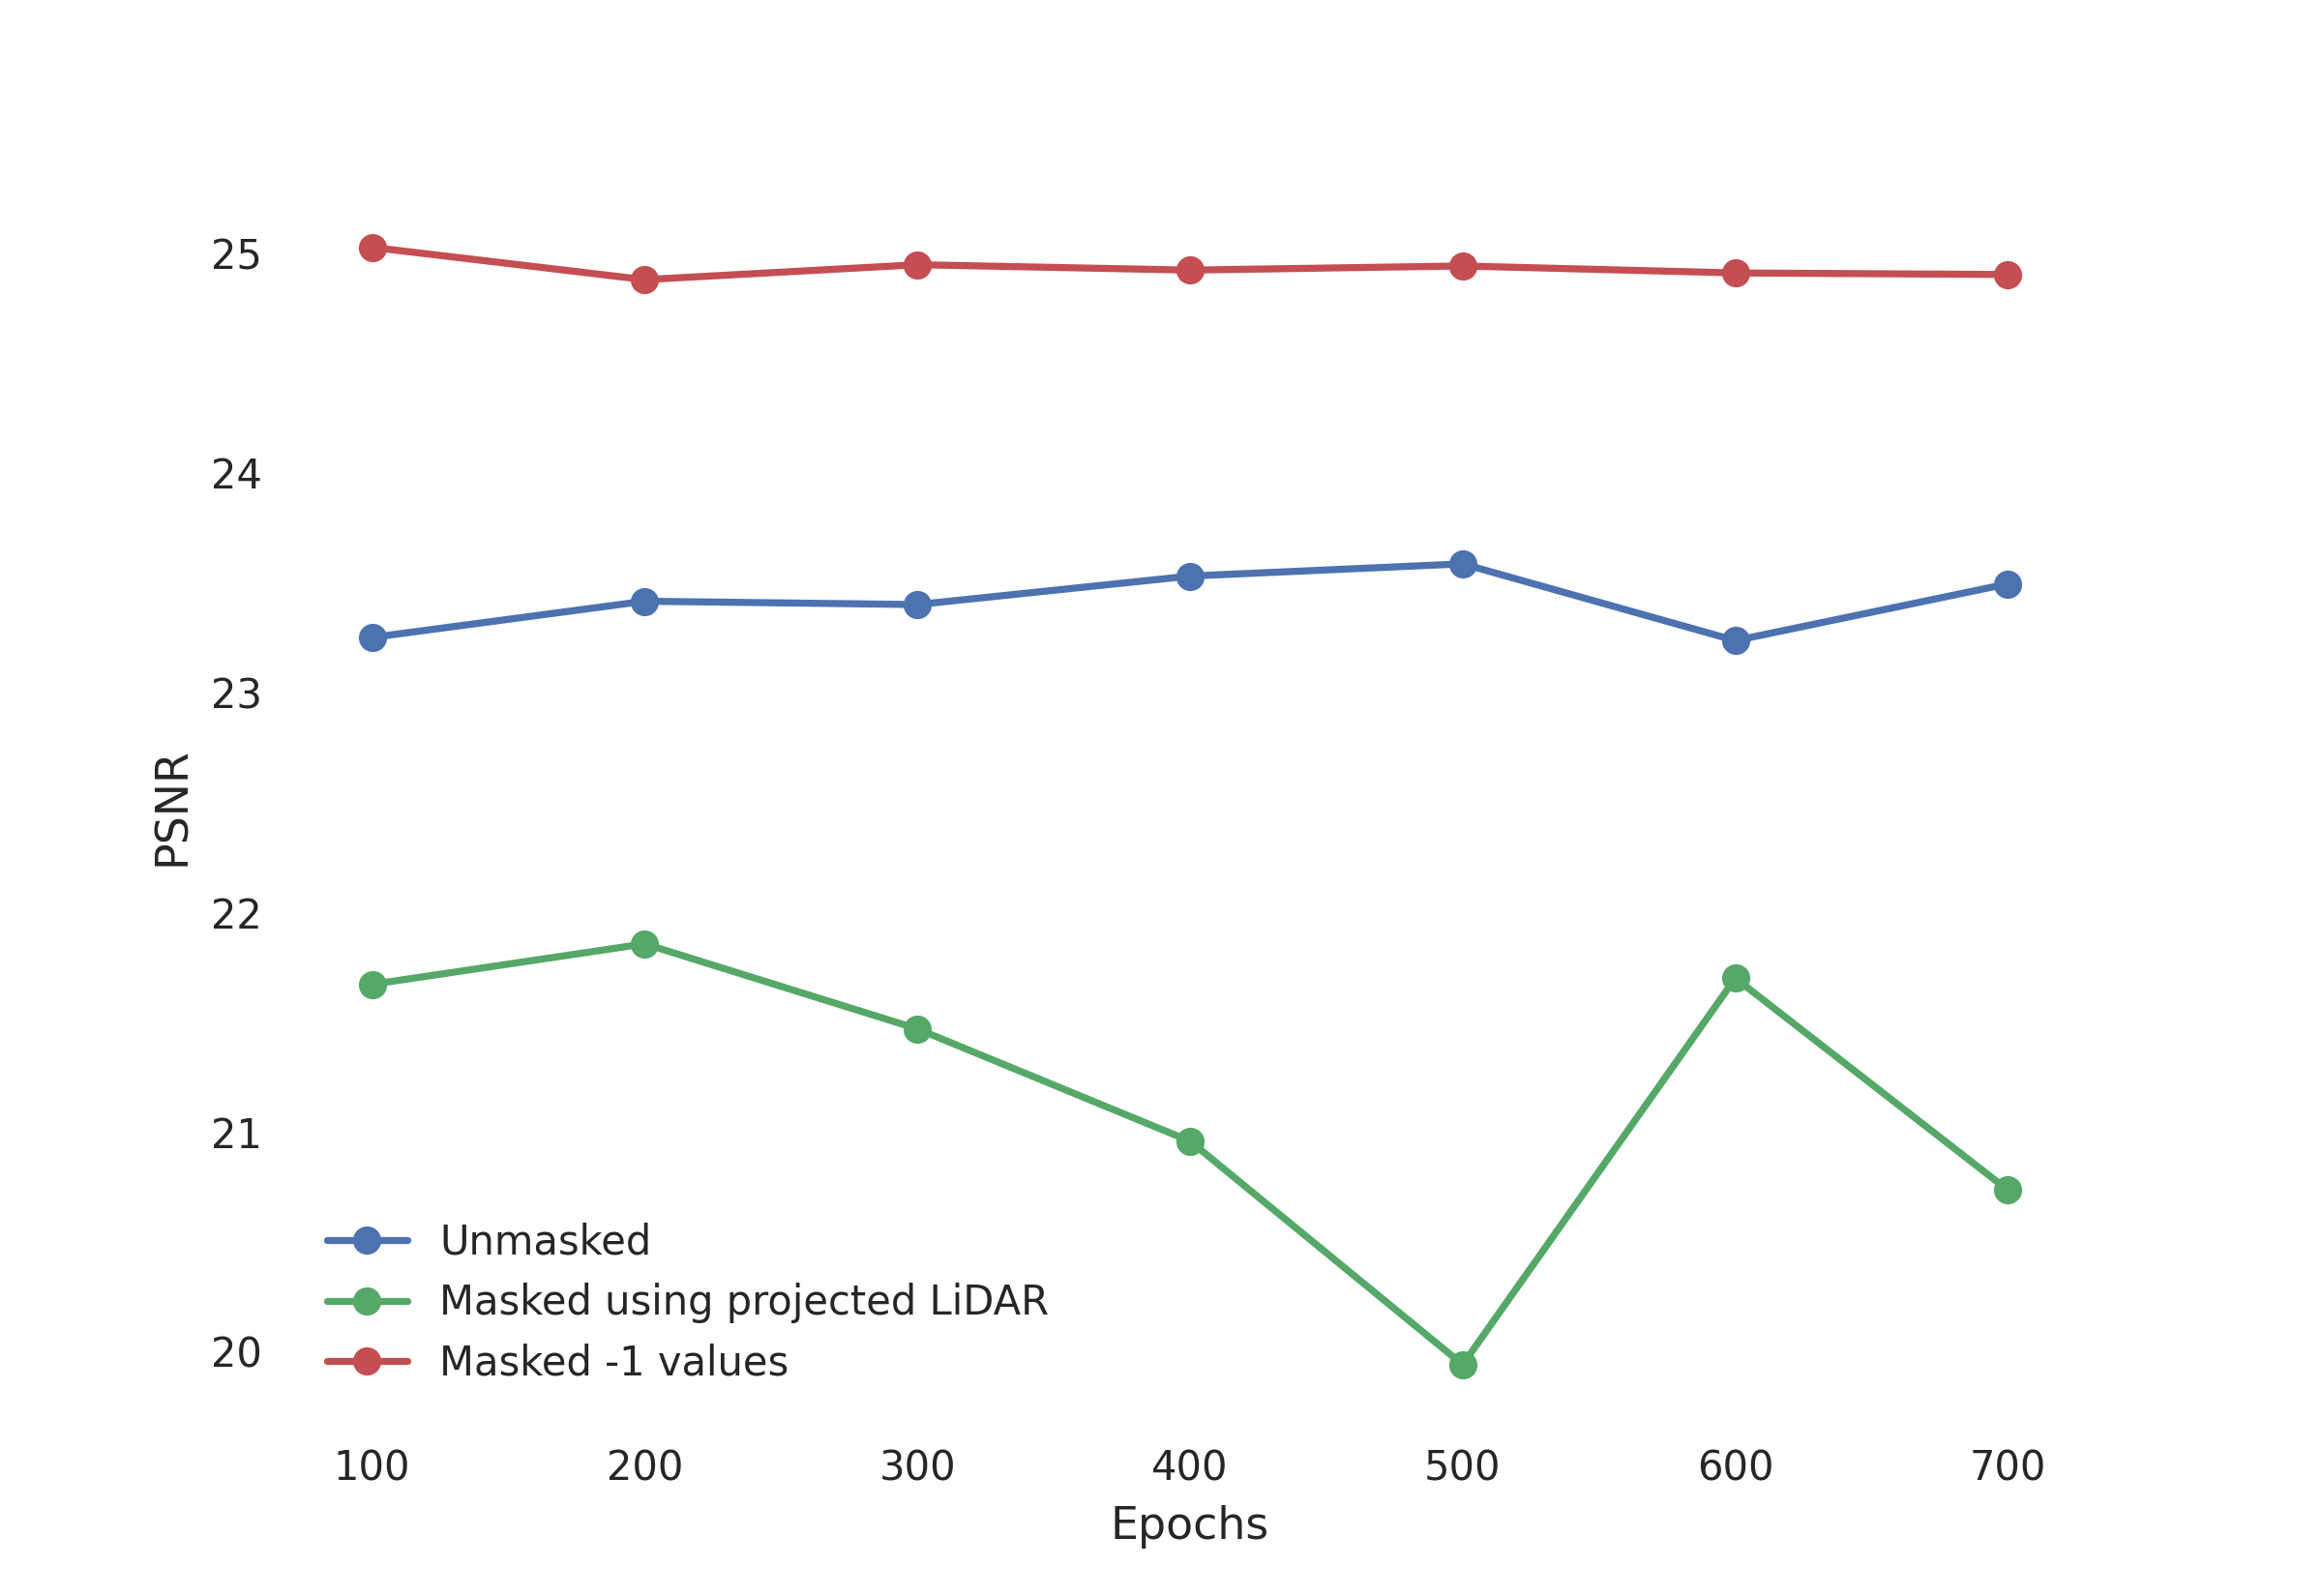 25
24
23
22
21
20
PSNR
Unmasked
Masked using projected LiDAR
Masked -1 values
100 200 300 400 500 600 700
Epochs